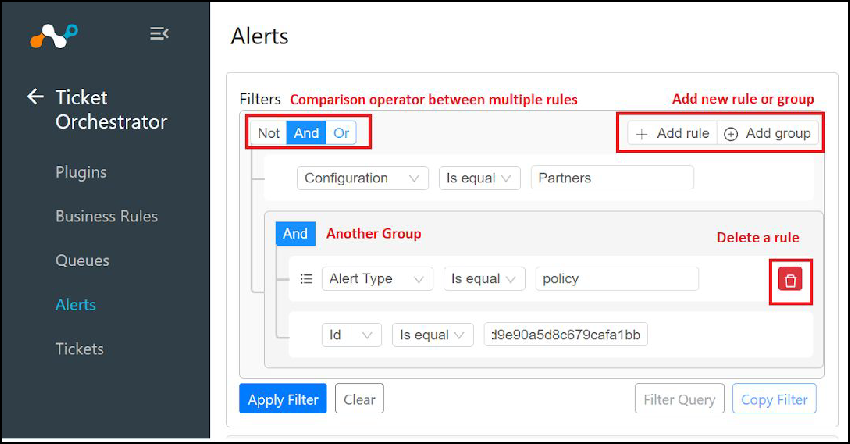 Alerts
Ticket
Orchestrator
Plugins
Business Rules
Queues
Alerts
Tickets
Filters Comparison operator between multiple rules Add new rule or group
Not And Or + Add rule Add group
Configuration Is equal Partners
And Another Group Delete a rule
Alert Type Is equal policy
Id Is equal d9e90a5d8c679cafa1bb
Apply Filter Clear Filter Query Copy Filter